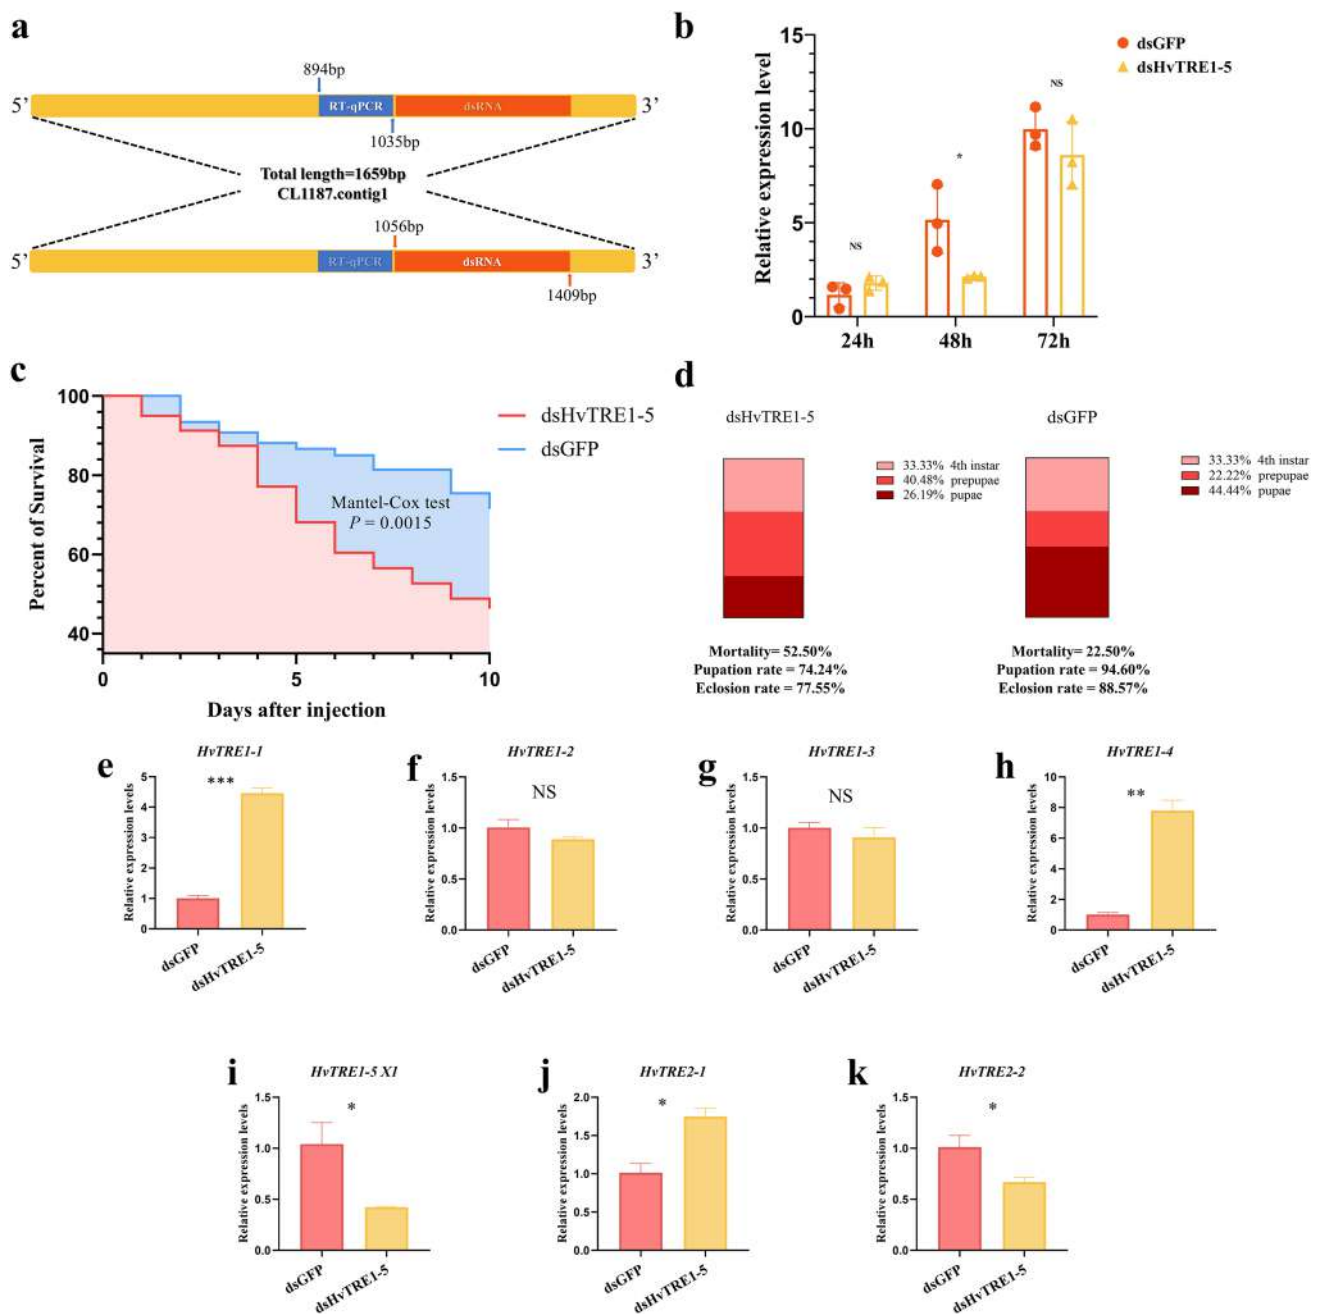 a
894bp
5’
RT-qPCR
dsRNA
3’
1035bp
Total length=1659bp
CL1187.contig1
1056bp
5’
RT-qPCR
dsRNA
3’
1409bp
b
Relative expression level
15
10
5
0
NS
*
NS
24h
48h
72h
dsGFP
dsHvTRE1-5
c
Percent of Survival
100
80
60
40
0
5
10
Days after injection
Mantel-Cox test
P = 0.0015
dsHvTRE1-5
dsGFP
d
dsHvTRE1-5
33.33% 4th instar
40.48% prepupae
26.19% pupae
Mortality= 52.50%
Pupation rate = 74.24%
Eclosion rate = 77.55%
dsGFP
33.33% 4th instar
22.22% prepupae
44.44% pupae
Mortality= 22.50%
Pupation rate = 94.60%
Eclosion rate = 88.57%
e
HvTRE1-1
Relative expression levels
5
4
3
2
1
0
***
dsGFP
dsHvTRE1-5
f
HvTRE1-2
Relative expression levels
1.5
1.0
0.5
0.0
NS
dsGFP
dsHvTRE1-5
g
HvTRE1-3
Relative expression levels
1.5
1.0
0.5
0.0
NS
dsGFP
dsHvTRE1-5
h
HvTRE1-4
Relative expression levels
10
8
6
4
2
0
**
dsGFP
dsHvTRE1-5
i
HvTRE1-5 X1
Relative expression levels
1.5
1.0
0.5
0.0
*
dsGFP
dsHvTRE1-5
j
HvTRE2-1
Relative expression levels
2.0
1.5
1.0
0.5
0.0
*
dsGFP
dsHvTRE1-5
k
HvTRE2-2
Relative expression levels
1.5
1.0
0.5
0.0
*
dsGFP
dsHvTRE1-5